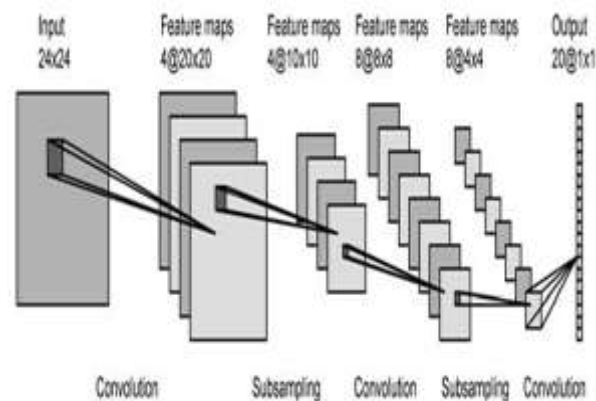 Input
24x24
Feature maps
4@20x20
Feature maps
4@10x10
Feature maps
8@8x8
Feature maps
8@4x4
Output
20@1x1
Convolution
Subsampling
Convolution
Subsampling
Convolution